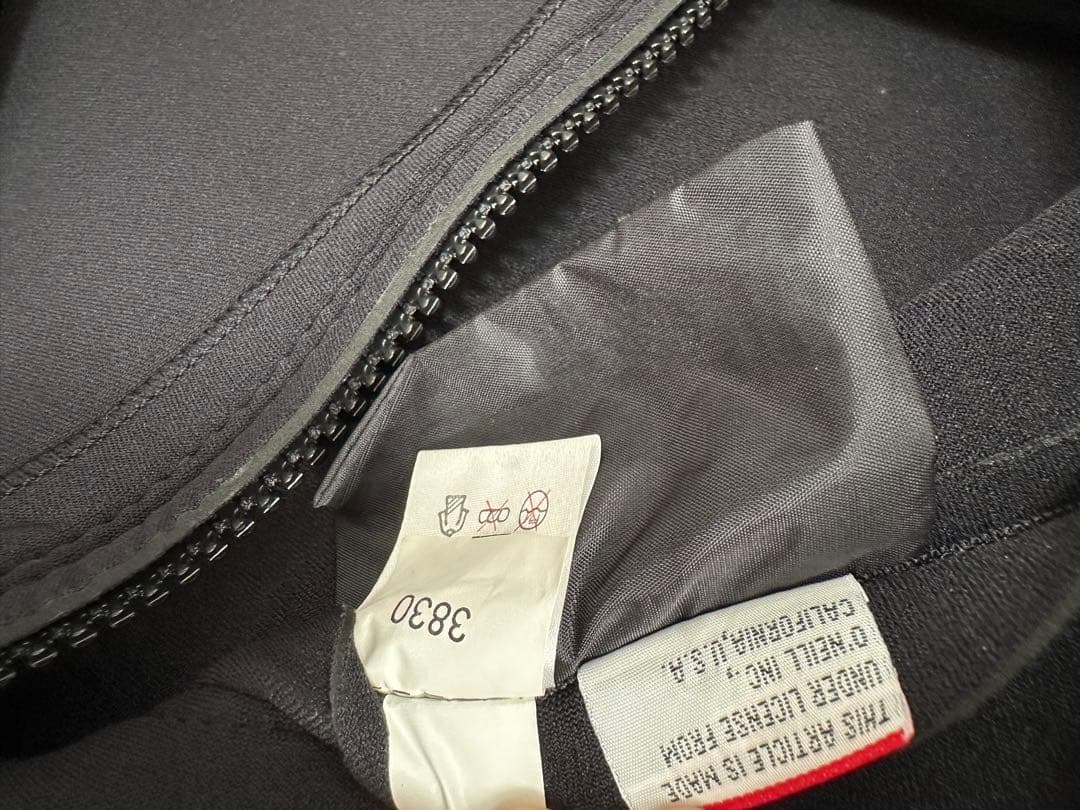 3830
THIS ARTICLE IS MADE
UNDER LICENSE FROM
O'NEILL INC.,
CALIFORNIA,U.S.A.